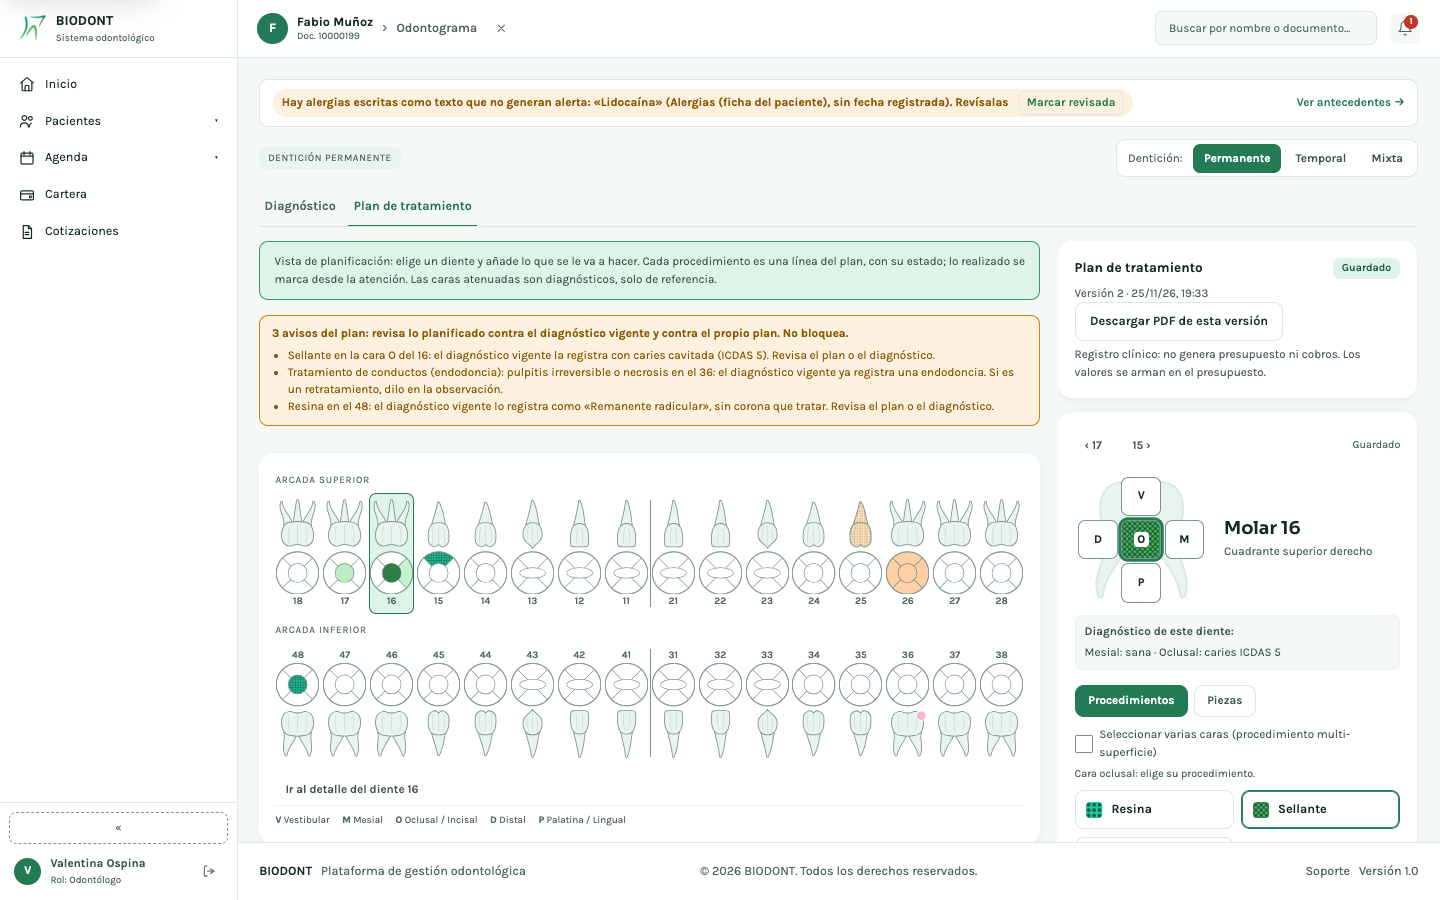 BIODONT
Sistema odontológico
Inicio
Pacientes
Agenda
Cartera
Cotizaciones
«
V
Valentina Ospina
Rol: Odontólogo
F
Fabio Muñoz
Doc. 10000199
› Odontograma ×
Buscar por nombre o documento...
1
Hay alergias escritas como texto que no generan alerta: «Lidocaína» (Alergias (ficha del paciente), sin fecha registrada). Revísalas
Marcar revisada
Ver antecedentes →
DENTICIÓN PERMANENTE
Dentición: Permanente Temporal Mixta
Diagnóstico Plan de tratamiento
Vista de planificación: elige un diente y añade lo que se le va a hacer. Cada procedimiento es una línea del plan, con su estado; lo realizado se
marca desde la atención. Las caras atenuadas son diagnósticos, solo de referencia.
3 avisos del plan: revisa lo planificado contra el diagnóstico vigente y contra el propio plan. No bloquea.
• Sellante en la cara O del 16: el diagnóstico vigente la registra con caries cavitada (ICDAS 5). Revisa el plan o el diagnóstico.
• Tratamiento de conductos (endodoncia): pulpitis irreversible o necrosis en el 36: el diagnóstico vigente ya registra una endodoncia. Si es
un retratamiento, dilo en la observación.
• Resina en el 48: el diagnóstico vigente lo registra como «Remanente radicular», sin corona que tratar. Revisa el plan o el diagnóstico.
ARCADA SUPERIOR
18 17 16 15 14 13 12 11 21 22 23 24 25 26 27 28
ARCADA INFERIOR
48 47 46 45 44 43 42 41 31 32 33 34 35 36 37 38
Ir al detalle del diente 16
V Vestibular M Mesial O Oclusal / Incisal D Distal P Palatina / Lingual
Plan de tratamiento
Guardado
Versión 2 · 25/11/26, 19:33
Descargar PDF de esta versión
Registro clínico: no genera presupuesto ni cobros. Los
valores se arman en el presupuesto.
‹ 17 15 › Guardado
V
D O M
P
Molar 16
Cuadrante superior derecho
Diagnóstico de este diente:
Mesial: sana · Oclusal: caries ICDAS 5
Procedimientos Piezas
Seleccionar varias caras (procedimiento multi-
superficie)
Cara oclusal: elige su procedimiento.
Resina Sellante
BIODONT Plataforma de gestión odontológica
© 2026 BIODONT. Todos los derechos reservados.
Soporte Versión 1.0